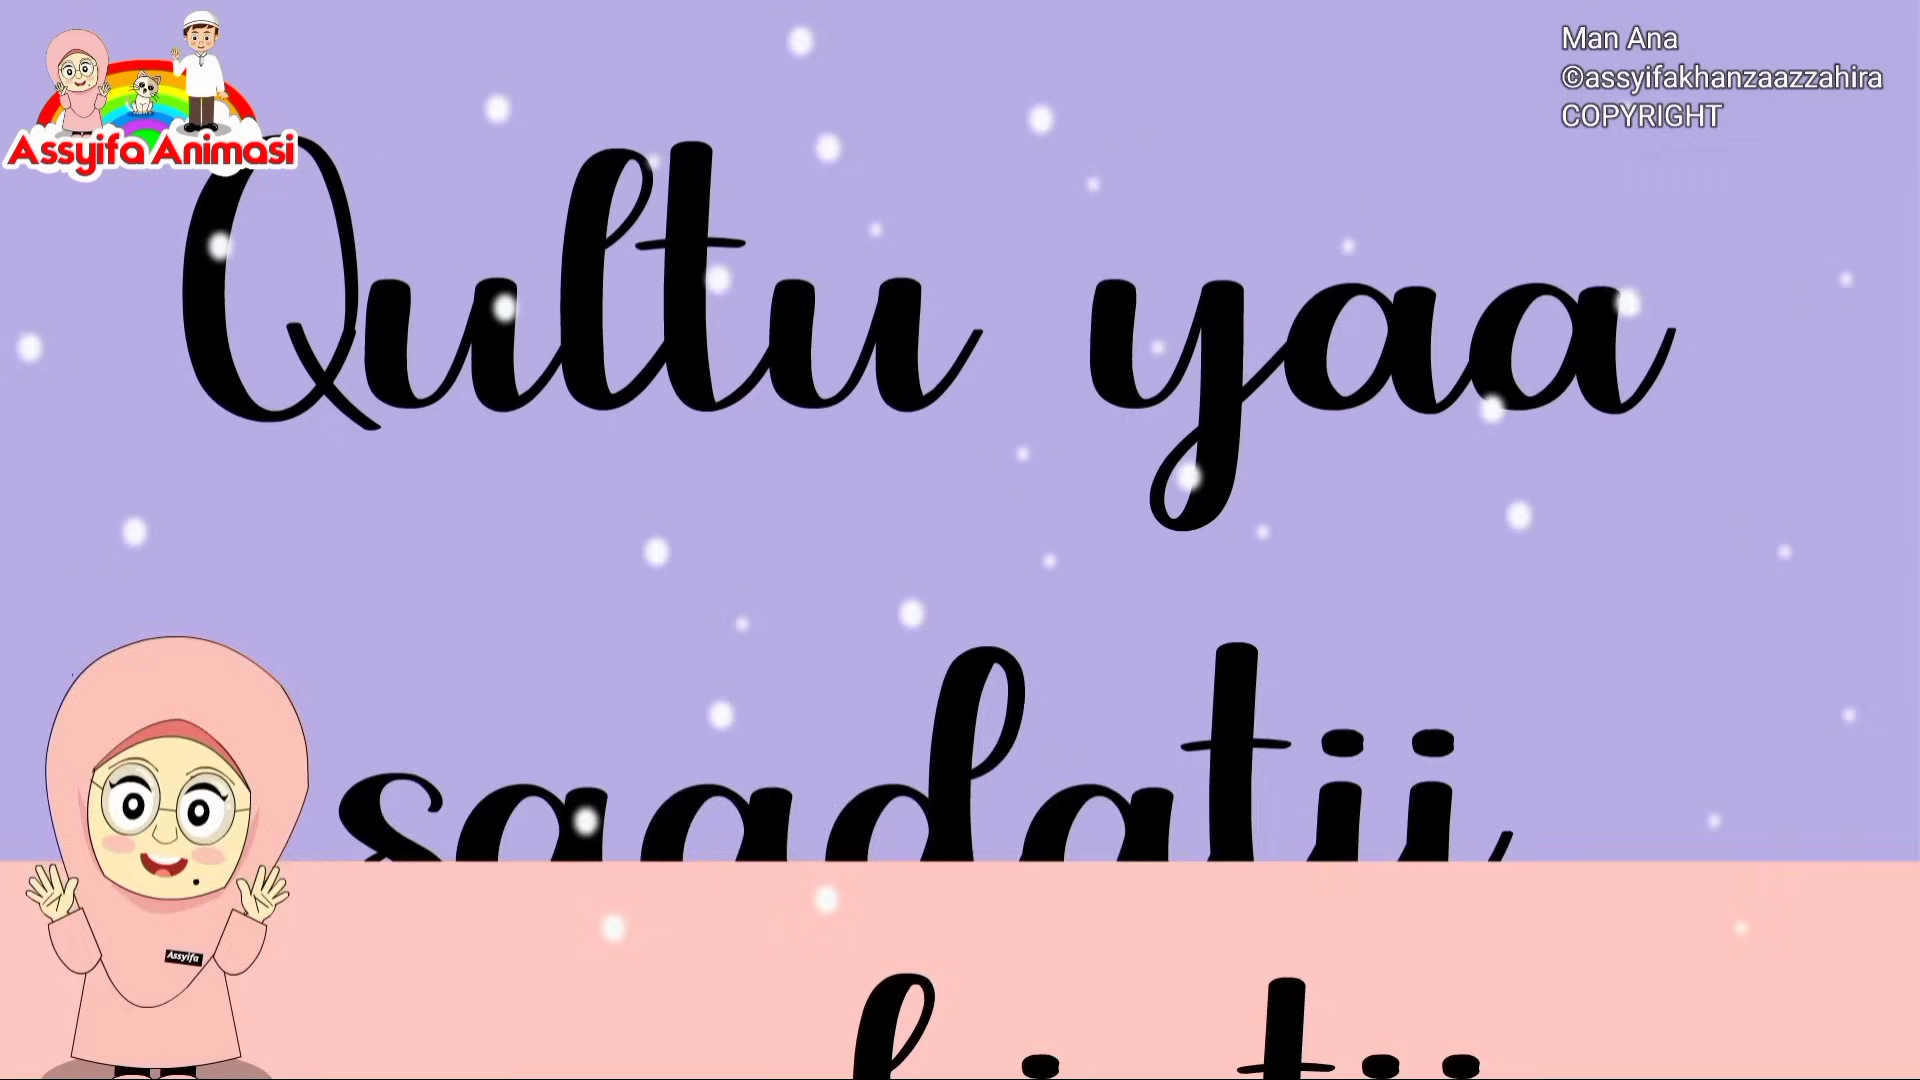 Assyifa Animasi
Man Ana
©assyifakhanzaazzahira
COPYRIGHT
Qultu yaa
saadatii
Assyifa